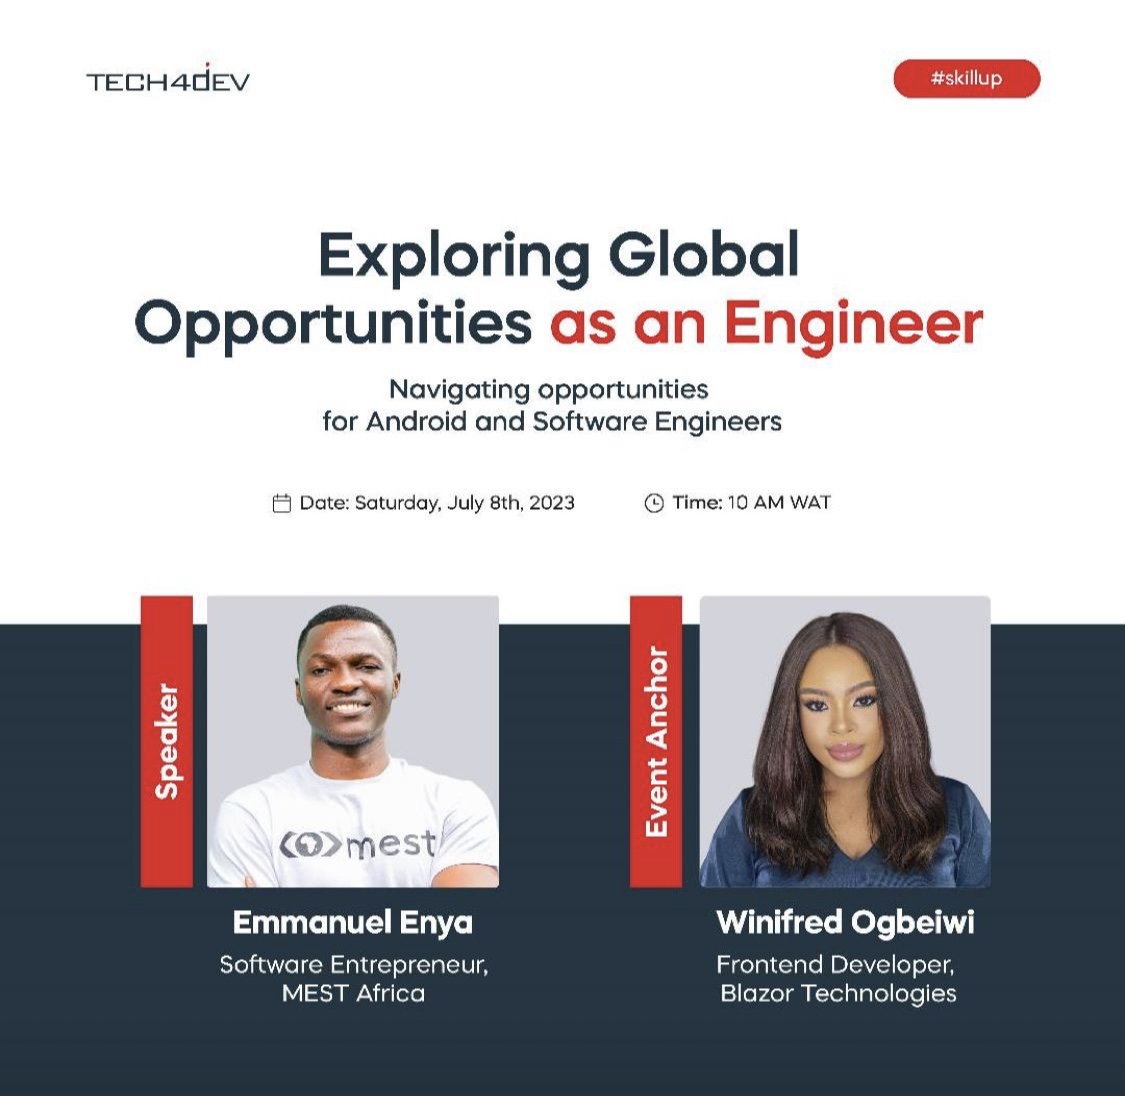 TECH4dEV
#skillup
Exploring Global
Opportunities as an Engineer
Navigating opportunities
for Android and Software Engineers
Date: Saturday, July 8th, 2023
Time: 10 AM WAT
Speaker
mest
Emmanuel Enya
Software Entrepreneur,
MEST Africa
Event Anchor
Winifred Ogbeiwi
Frontend Developer,
Blazor Technologies